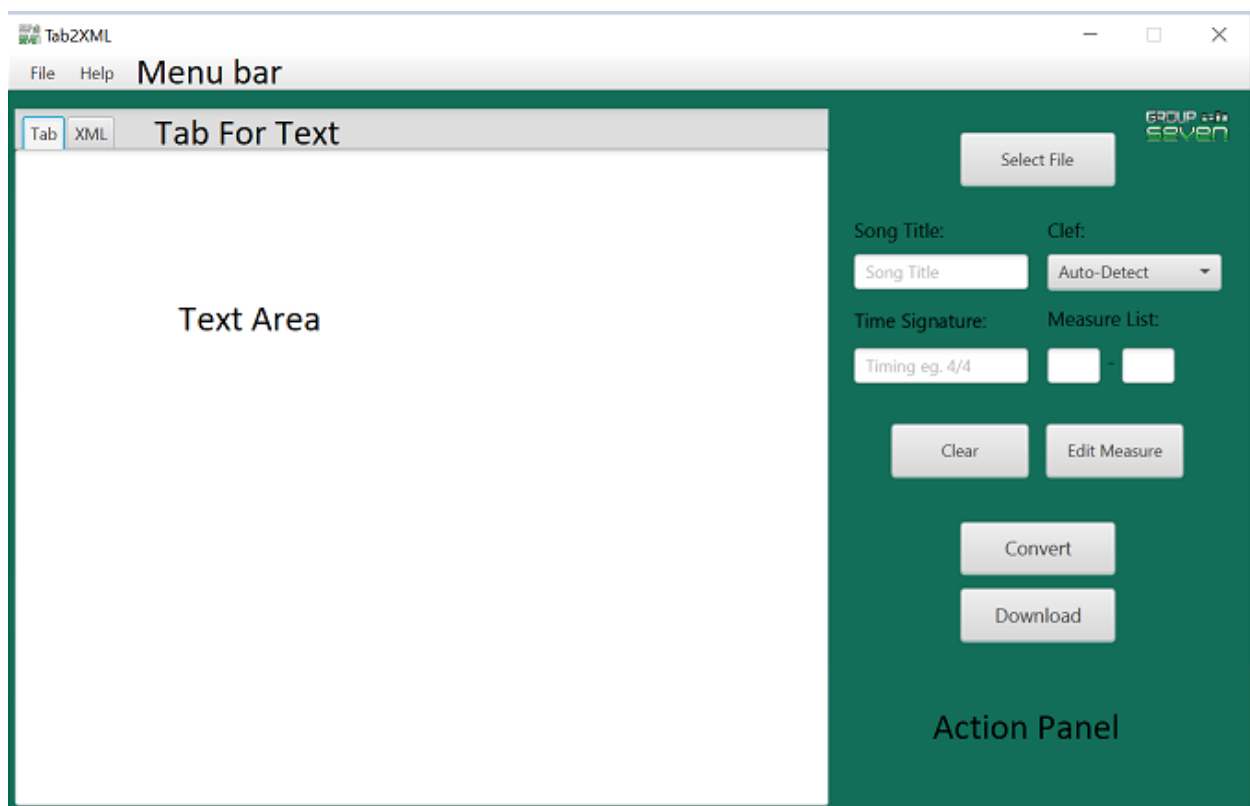 Tab2XML
File Help Menu bar
Tab XML Tab For Text
GROUP
SEVEN
Select File
Song Title: Clef:
Song Title Auto-Detect
Text Area
Time Signature: Measure List:
Timing eg. 4/4 -
Clear Edit Measure
Convert
Download
Action Panel